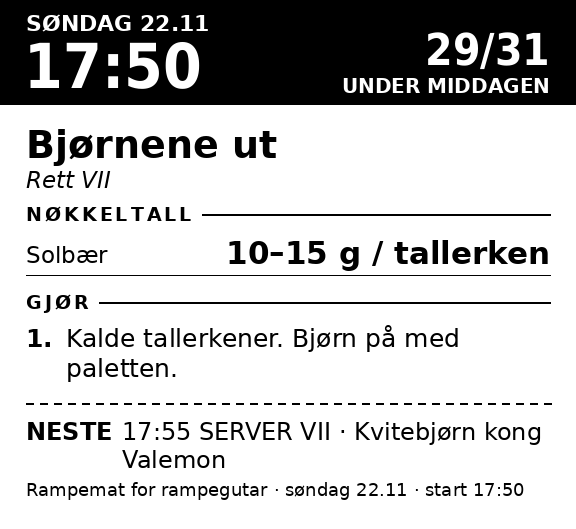 SØNDAG 22.11
17:50
29/31
UNDER MIDDAGEN
Bjørnene ut
Rett VII
NØKKELTALL
Solbær 10–15 g / tallerken
GJØR
1. Kalde tallerkener. Bjørn på med
paletten.
NESTE 17:55 SERVER VII · Kvitebjørn kong
Valemon
Rampemat for rampegutar · søndag 22.11 · start 17:50